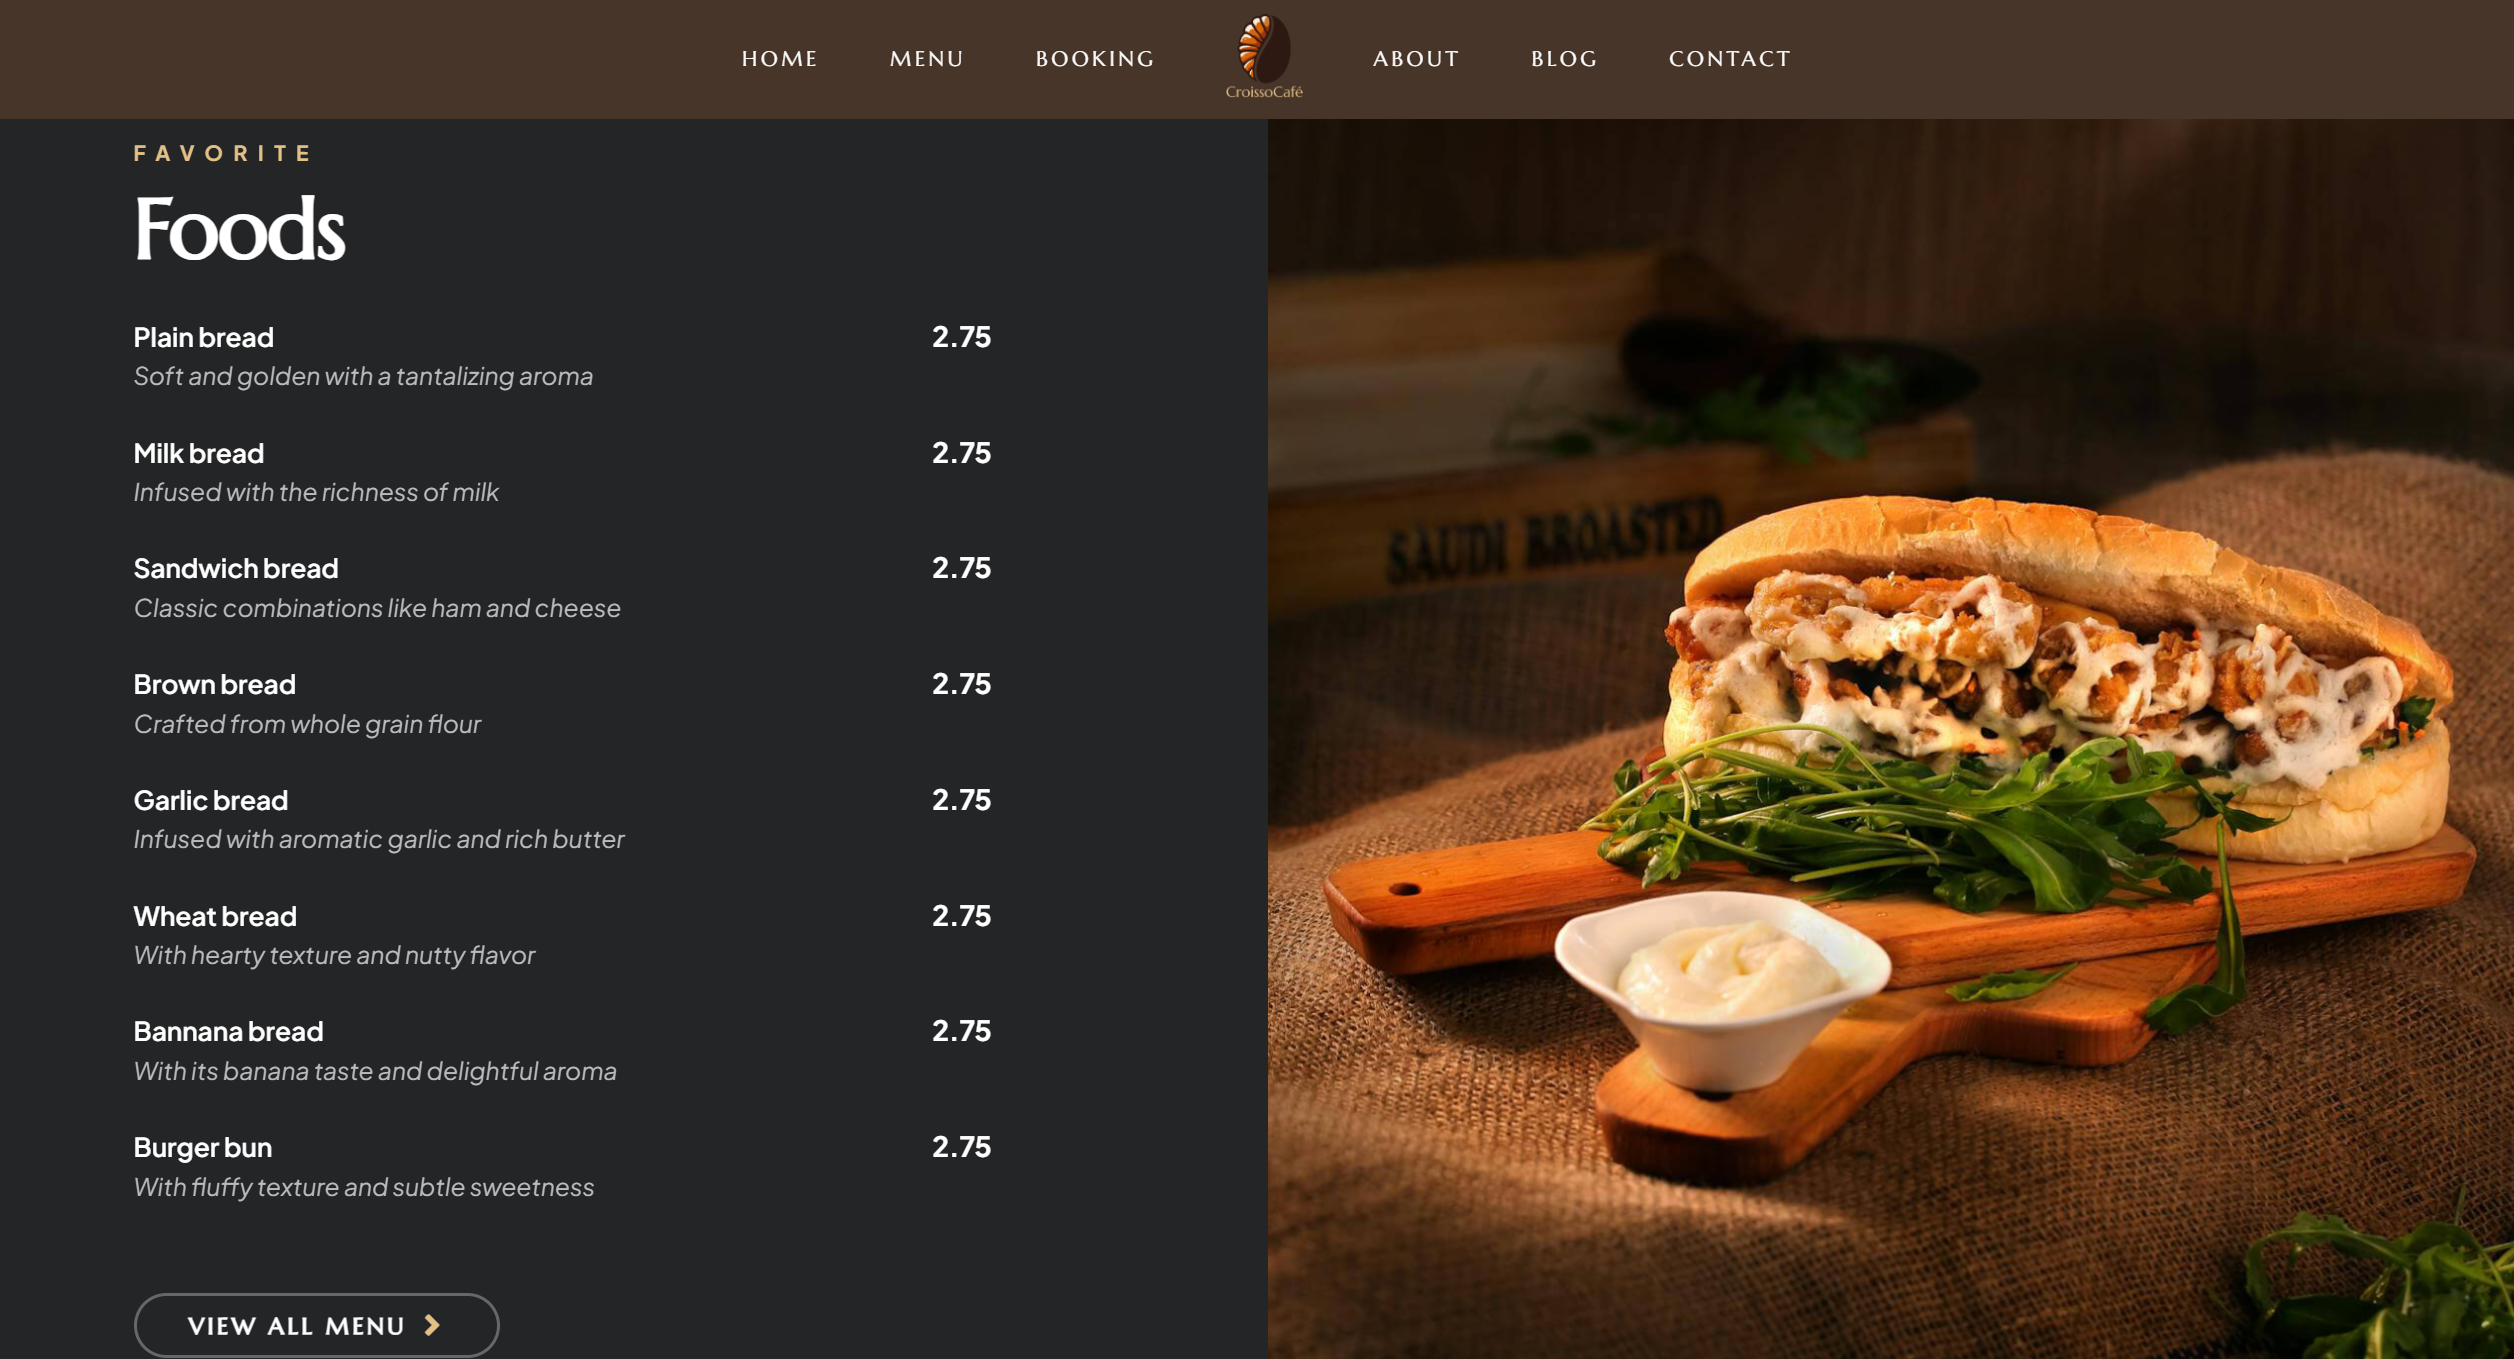 HOME MENU BOOKING CroissoCafé ABOUT BLOG CONTACT
FAVORITE
Foods
Plain bread 2.75
Soft and golden with a tantalizing aroma
Milk bread 2.75
Infused with the richness of milk
Sandwich bread 2.75
Classic combinations like ham and cheese
Brown bread 2.75
Crafted from whole grain flour
Garlic bread 2.75
Infused with aromatic garlic and rich butter
Wheat bread 2.75
With hearty texture and nutty flavor
Bannana bread 2.75
With its banana taste and delightful aroma
Burger bun 2.75
With fluffy texture and subtle sweetness
VIEW ALL MENU
SAUDI BROASTED